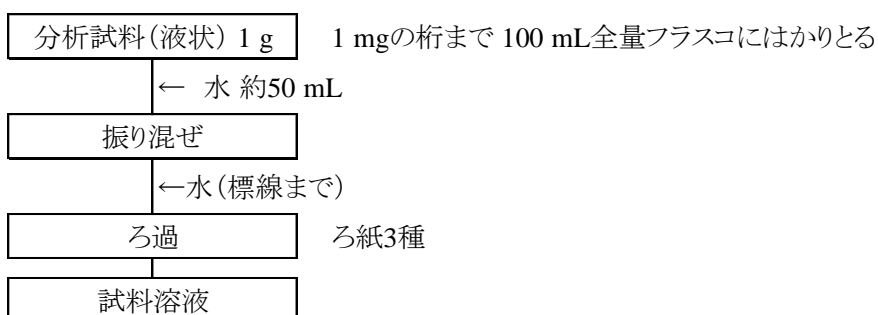 分析試料（液状） 1 g　1 mgの桁まで 100 mL全量フラスコにはかりとる
← 水 約50 mL
振り混ぜ
←水（標線まで）
ろ過　ろ紙3種
試料溶液